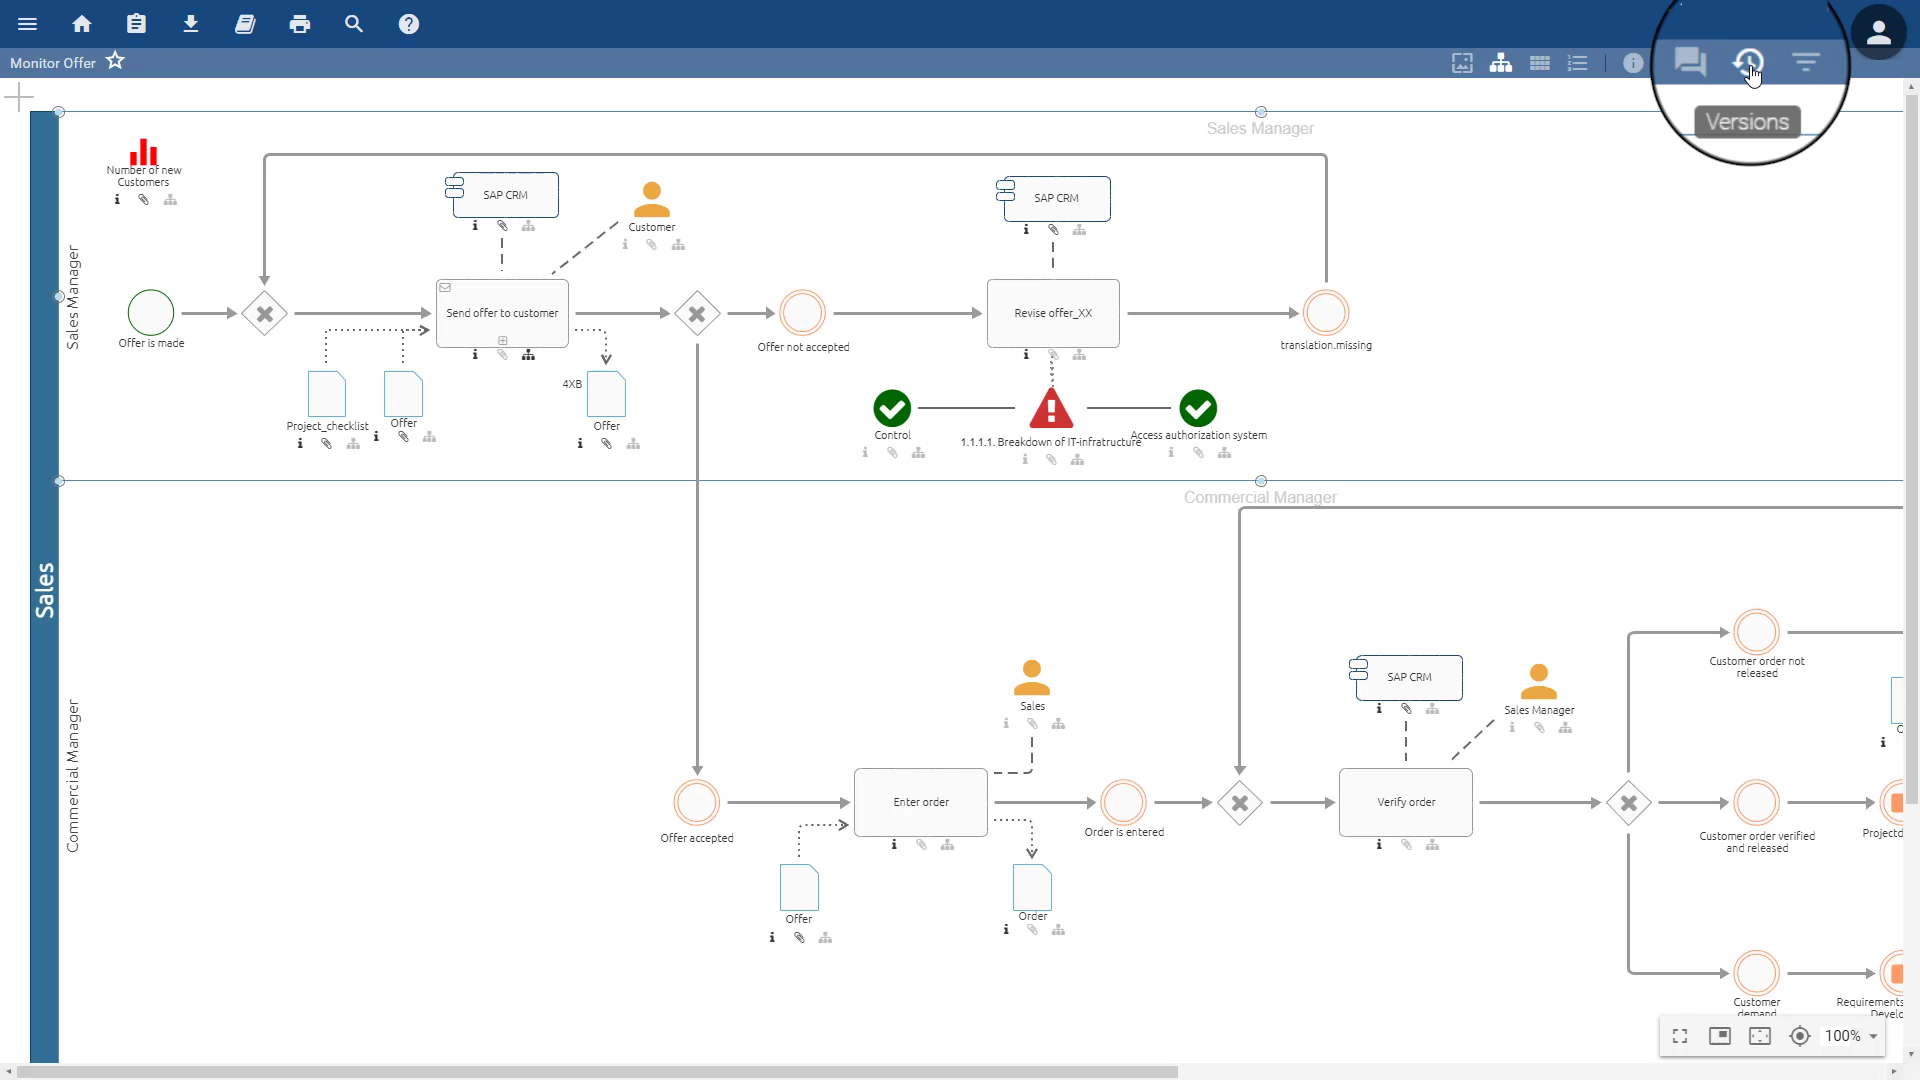 Monitor Offer
Versions
Sales Manager
Number of new
Customers
SAP CRM
Customer
SAP CRM
Sales Manager
Offer is made
Send offer to customer
Offer not accepted
Revise offer_XX
translation.missing
4XB
Project_checklist
Offer
Offer
Control
1.1.1.1. Breakdown of IT-infratructure
Access authorization system
Commercial Manager
Sales
Commercial Manager
Customer order not
released
SAP CRM
Sales
Sales Manager
Offer accepted
Enter order
Order is entered
Verify order
Customer order verified
and released
Offer
Order
Customer
demand
Requirements
100%